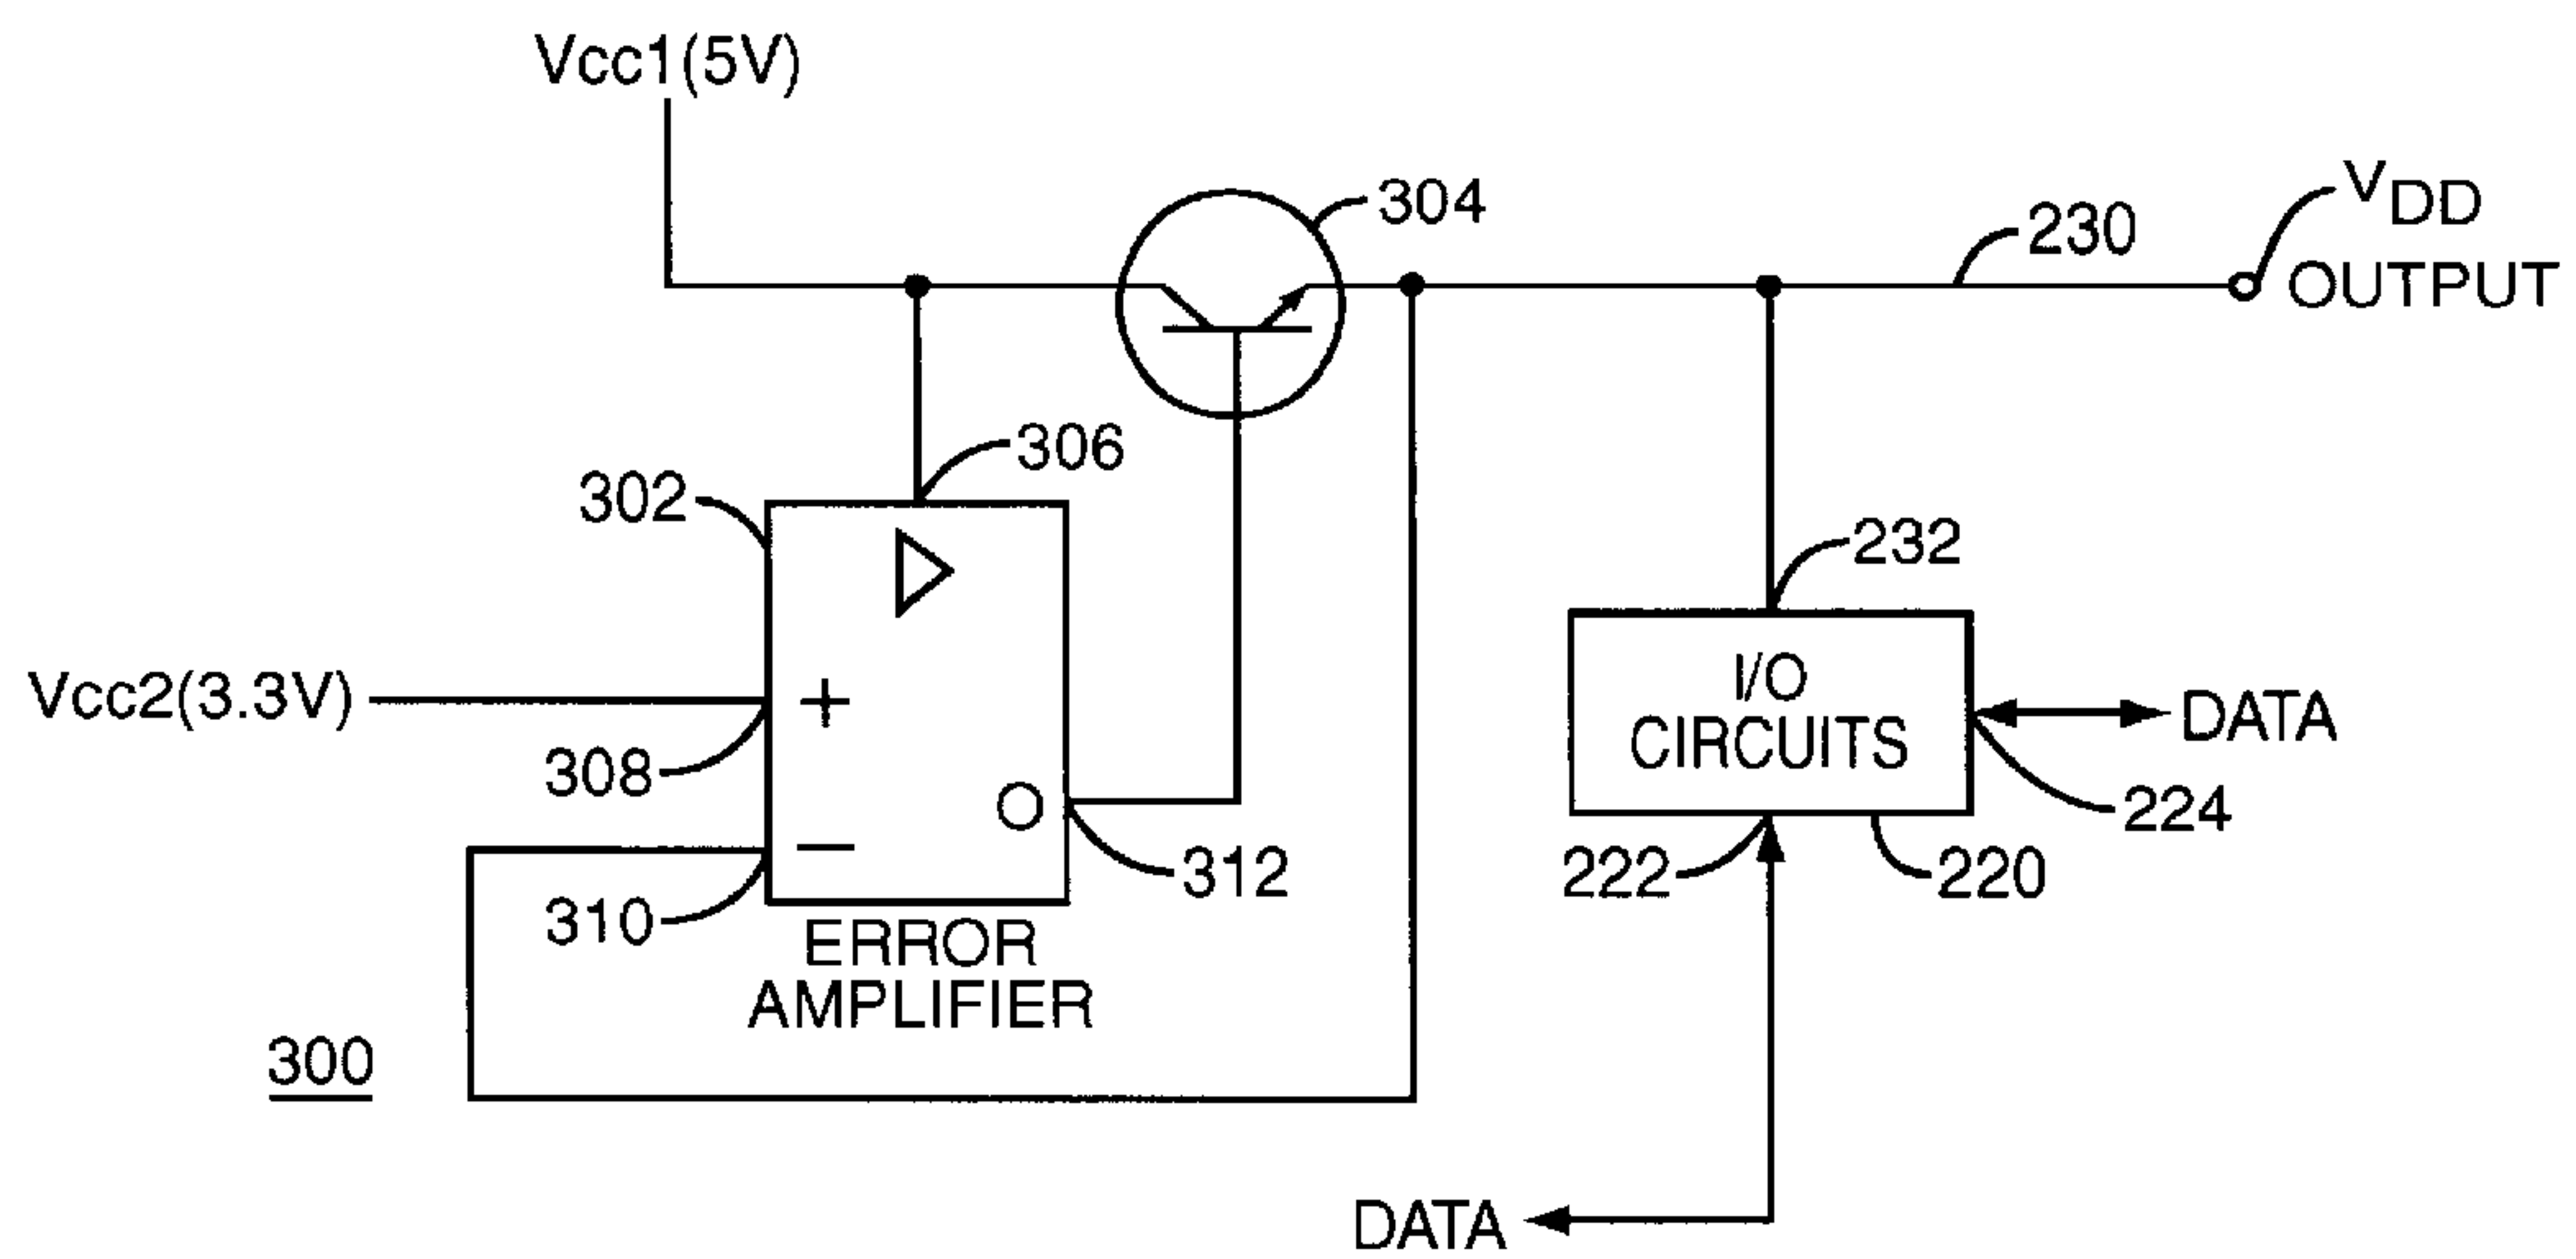 Vcc1(5V)
304
230
VDD
OUTPUT
306
302
232
Vcc2(3.3V)
+
308
I/O
CIRCUITS
DATA
224
−
O
310
312
222
220
ERROR
AMPLIFIER
300
DATA